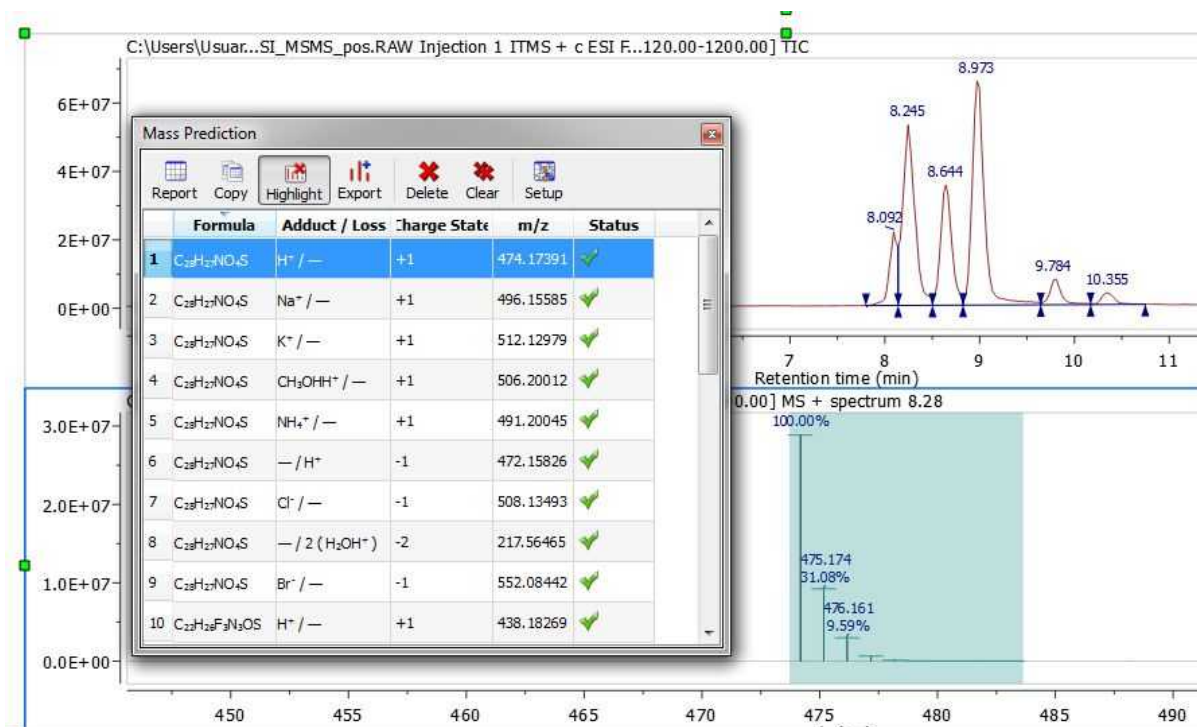 C:\Users\Usuar...SI_MSMS_pos.RAW Injection 1 ITMS + c ESI F...120.00-1200.00] TIC
8.973
6E+07
8.245
Mass Prediction
4E+07
8.644
Report Copy Highlight Export Delete Clear Setup
Formula Adduct / Loss Charge State m/z Status
8.092
2E+07
1 C₂₈H₂₇NO₄S H⁺ / — +1 474.17391
9.784
10.355
2 C₂₈H₂₇NO₄S Na⁺ / — +1 496.15585
0E+00
3 C₂₈H₂₇NO₄S K⁺ / — +1 512.12979
7 8 9 10 11
4 C₂₈H₂₇NO₄S CH₃OHH⁺ / — +1 506.20012
Retention time (min)
0.00] MS + spectrum 8.28
5 C₂₈H₂₇NO₄S NH₄⁺ / — +1 491.20045
3.0E+07
100.00%
6 C₂₈H₂₇NO₄S — / H⁺ -1 472.15826
2.0E+07
7 C₂₈H₂₇NO₄S Cl⁻ / — -1 508.13493
8 C₂₈H₂₇NO₄S — / 2 ( H₂OH⁺ ) -2 217.56465
475.174
31.08%
1.0E+07
9 C₂₈H₂₇NO₄S Br⁻ / — -1 552.08442
476.161
9.59%
10 C₂₃H₂₆F₃N₃OS H⁺ / — +1 438.18269
0.0E+00
450 455 460 465 470 475 480 485 490